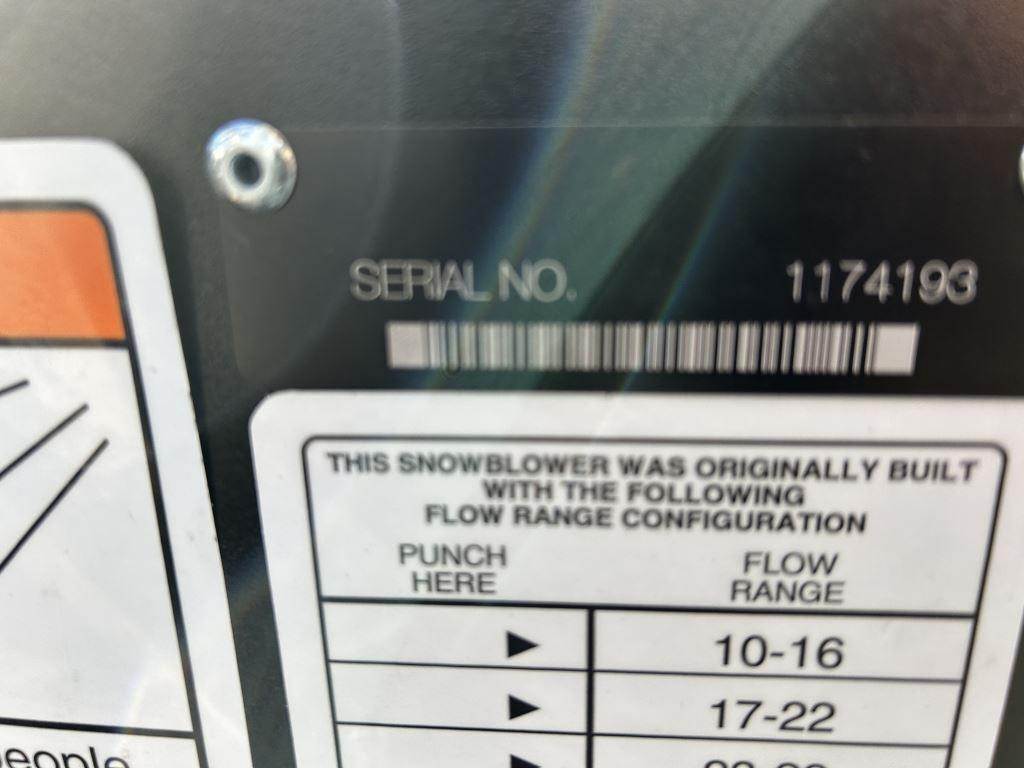 SERIAL NO. 1174193
THIS SNOWBLOWER WAS ORIGINALLY BUILT
WITH THE FOLLOWING
FLOW RANGE CONFIGURATION
PUNCH HERE
FLOW RANGE
▶ 10-16
▶ 17-22
people